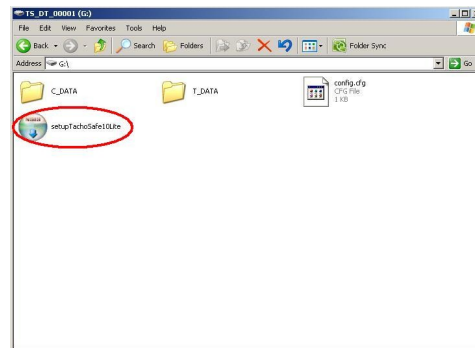 TS_DT_00001 (G:)
File Edit View Favorites Tools Help
Back Search Folders Folder Sync
Address G:\ Go
C_DATA
T_DATA
config.cfg
CFG File
1 KB
setupTachoSafe10Lite